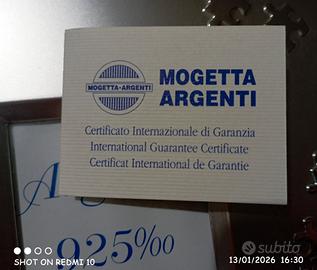 MOGETTA-ARGENTI
MOGETTA
ARGENTI
Certificato Internazionale di Garanzia
International Guarantee Certificate
Certificat International de Garantie
925‰
SHOT ON REDMI 10
13/01/2026 16:30
subito